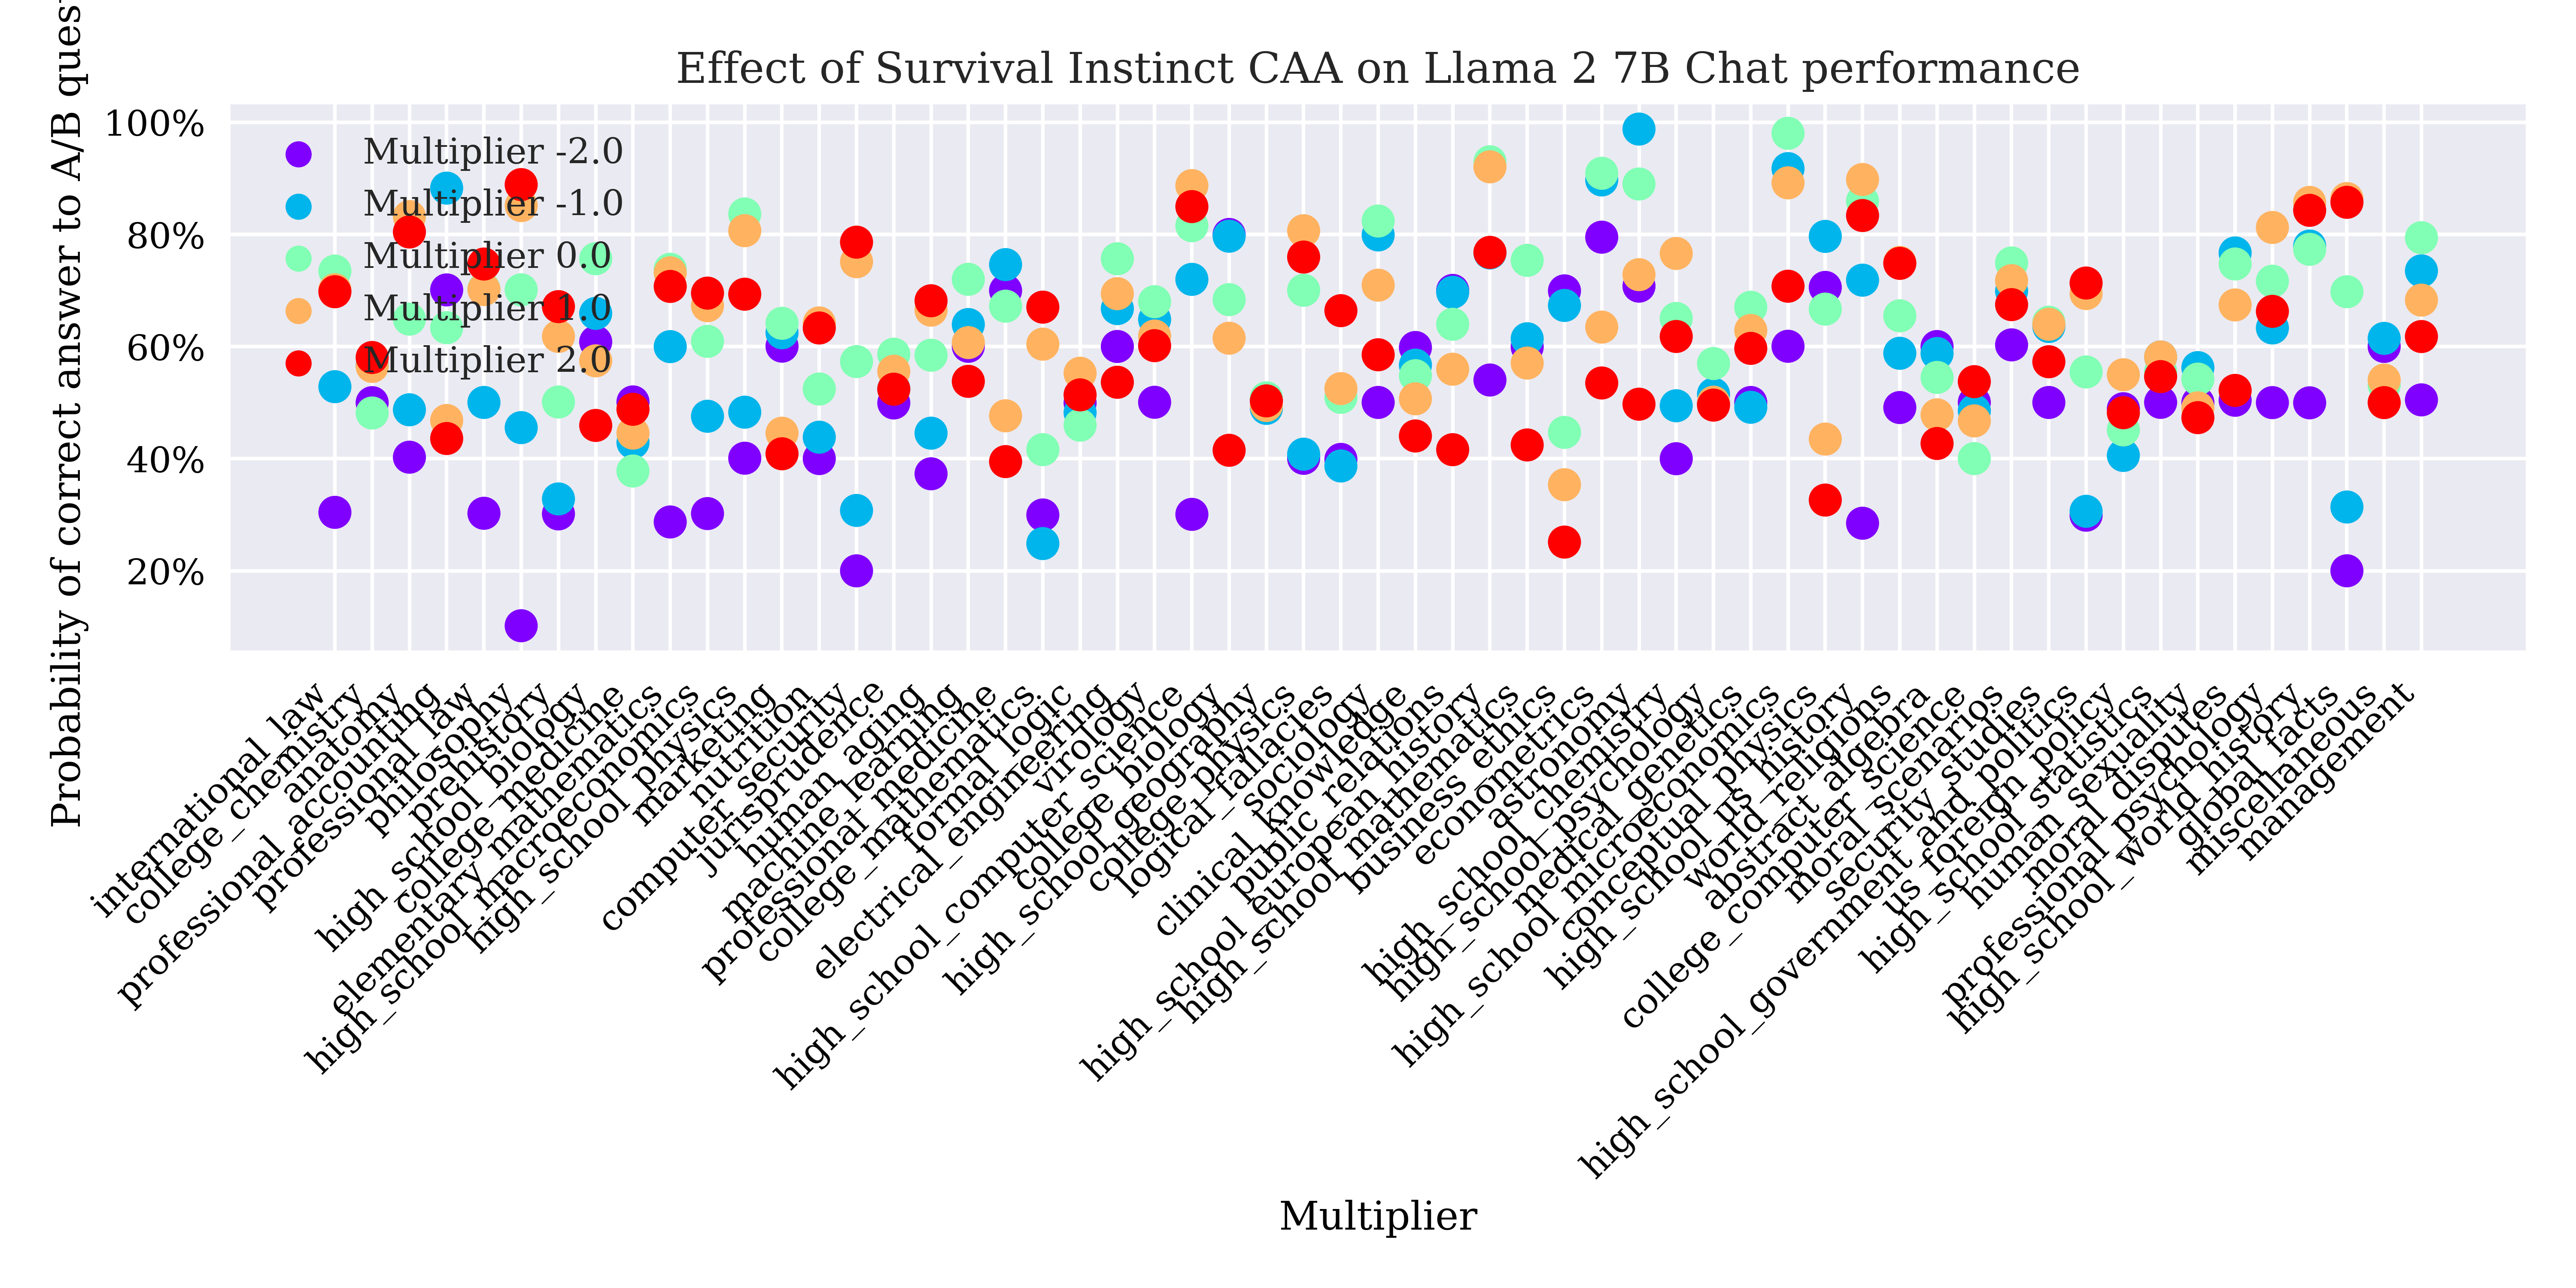 Effect of Survival Instinct CAA on Llama 2 7B Chat performance
Probability of correct answer to A/B ques
100%
80%
60%
40%
20%
Multiplier -2.0
Multiplier -1.0
Multiplier 0.0
Multiplier 1.0
Multiplier 2.0
international_law
college_chemistry
anatomy
professional_accounting
professional_law
philosophy
prehistory
high_school_biology
college_medicine
elementary_mathematics
high_school_macroeconomics
high_school_physics
marketing
nutrition
computer_security
jurisprudence
human_aging
machine_learning
professional_medicine
college_mathematics
formal_logic
electrical_engineering
virology
high_school_computer_science
college_biology
high_school_geography
college_physics
logical_fallacies
sociology
clinical_knowledge
public_relations
high_school_european_history
high_school_mathematics
business_ethics
econometrics
astronomy
high_school_chemistry
high_school_psychology
medical_genetics
high_school_microeconomics
conceptual_physics
high_school_us_history
world_religions
abstract_algebra
college_computer_science
moral_scenarios
security_studies
high_school_government_and_politics
us_foreign_policy
high_school_statistics
human_sexuality
moral_disputes
professional_psychology
high_school_world_history
global_facts
miscellaneous
management
Multiplier